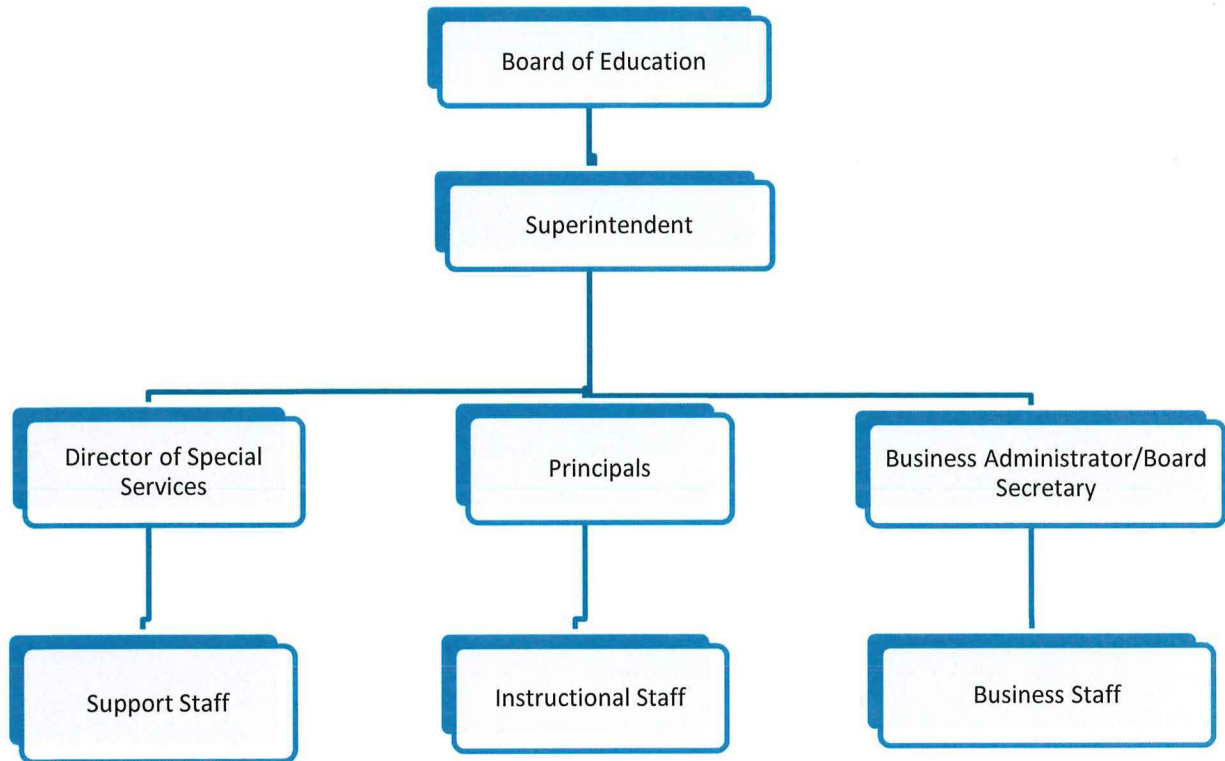 Board of Education
Superintendent
Director of Special
Services
Principals
Business Administrator/Board
Secretary
Support Staff
Instructional Staff
Business Staff